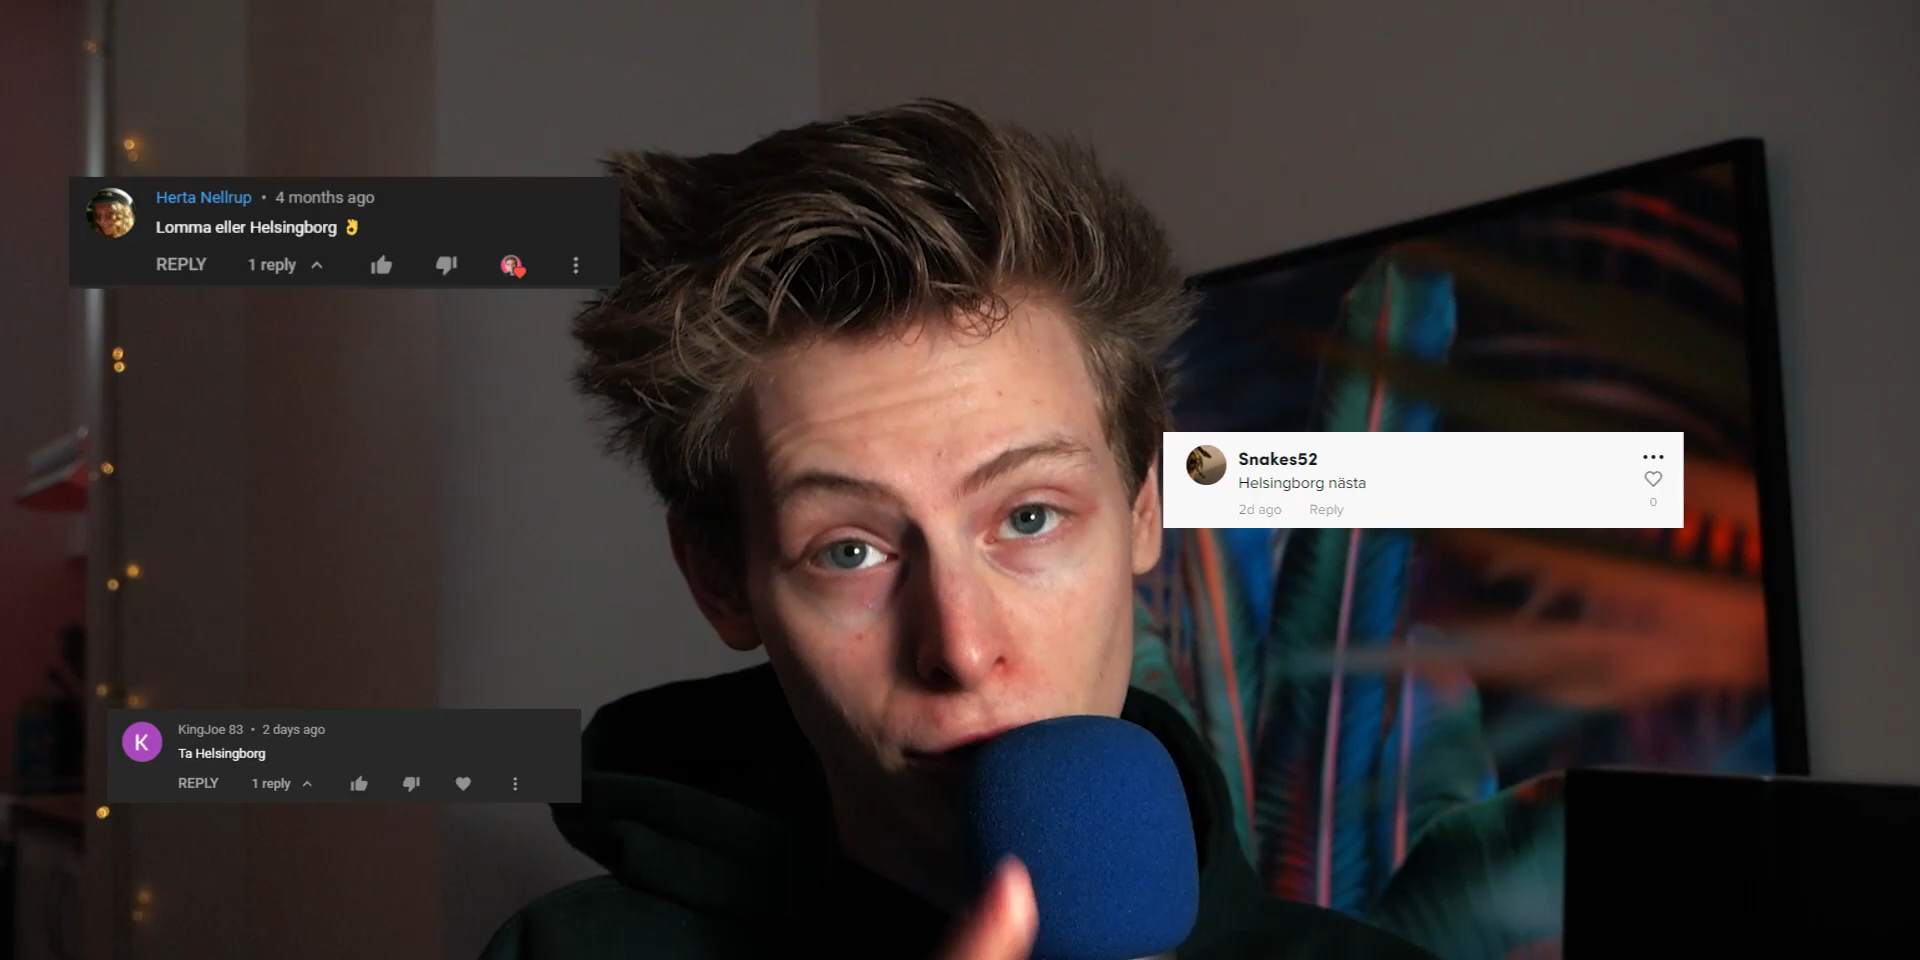 Herta Nellrup • 4 months ago
Lomma eller Helsingborg 👌
REPLY 1 reply
Snakes52
Helsingborg nästa
2d ago Reply
0
K
KingJoe 83 • 2 days ago
Ta Helsingborg
REPLY 1 reply